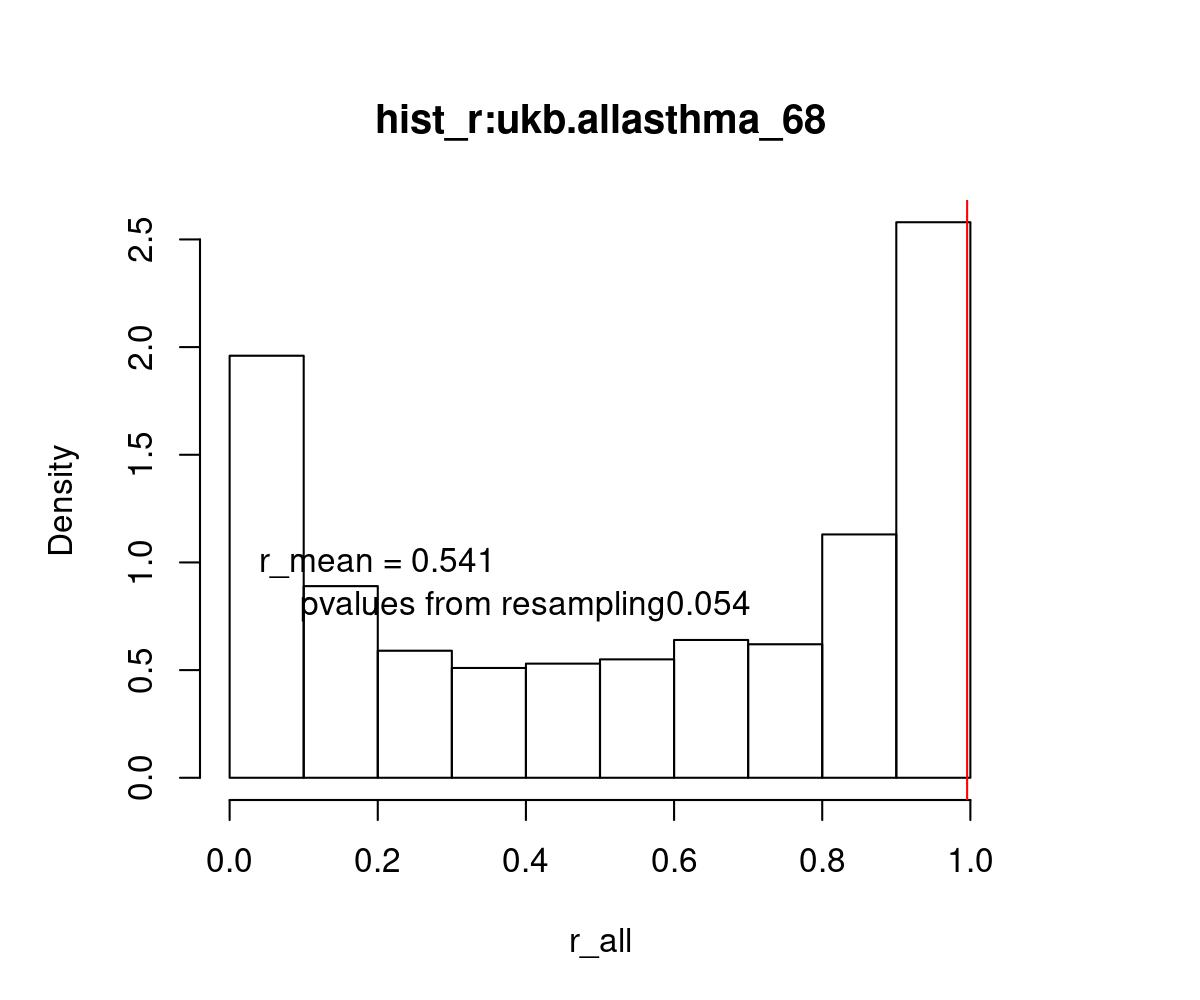 hist_r:ukb.allasthma_68
2.5
2.0
1.5
1.0
0.5
0.0
Density
r_mean = 0.541
pvalues from resampling0.054
0.0 0.2 0.4 0.6 0.8 1.0
r_all